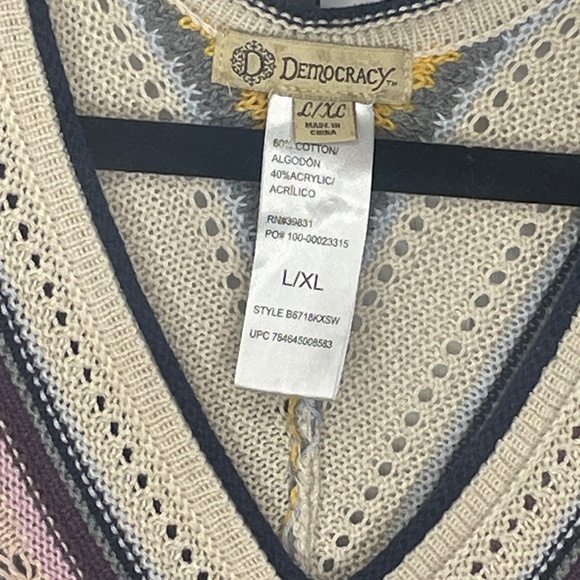 DEMOCRACY™
L/XL
MADE IN
CHINA
60% COTTON/
ALGODÓN
40%ACRYLIC/
ACRÍLICO
RN#39831
PO# 100-00023315
L/XL
STYLE B6718KXSW
UPC 764645008583